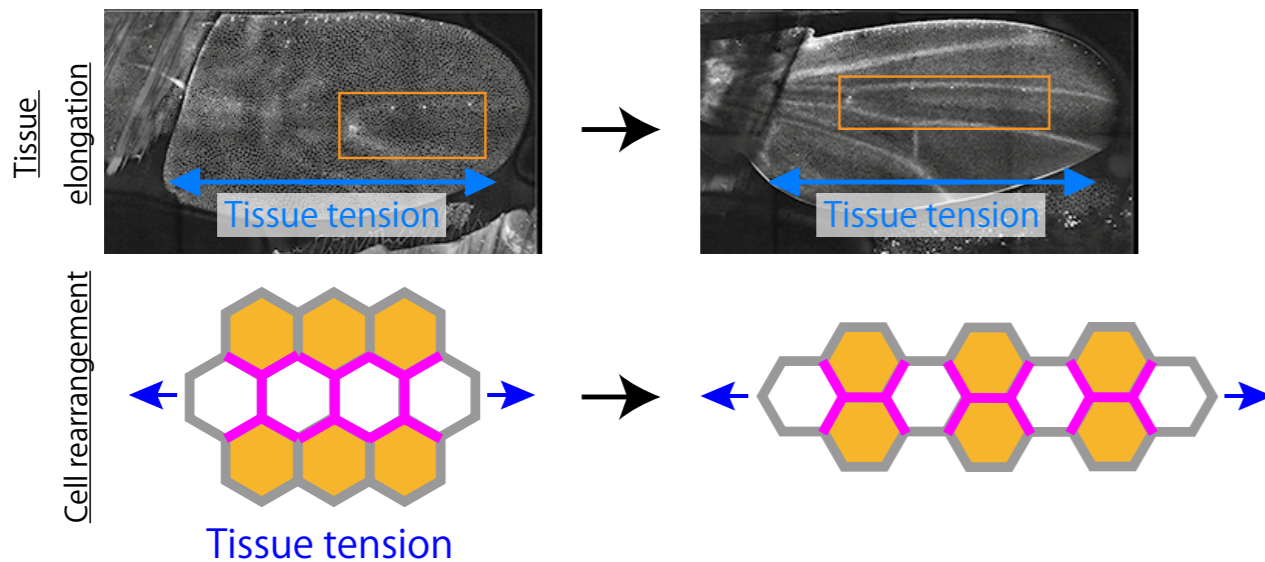 Tissue
elongation
Tissue tension
Tissue tension
Cell rearrangement
Tissue tension